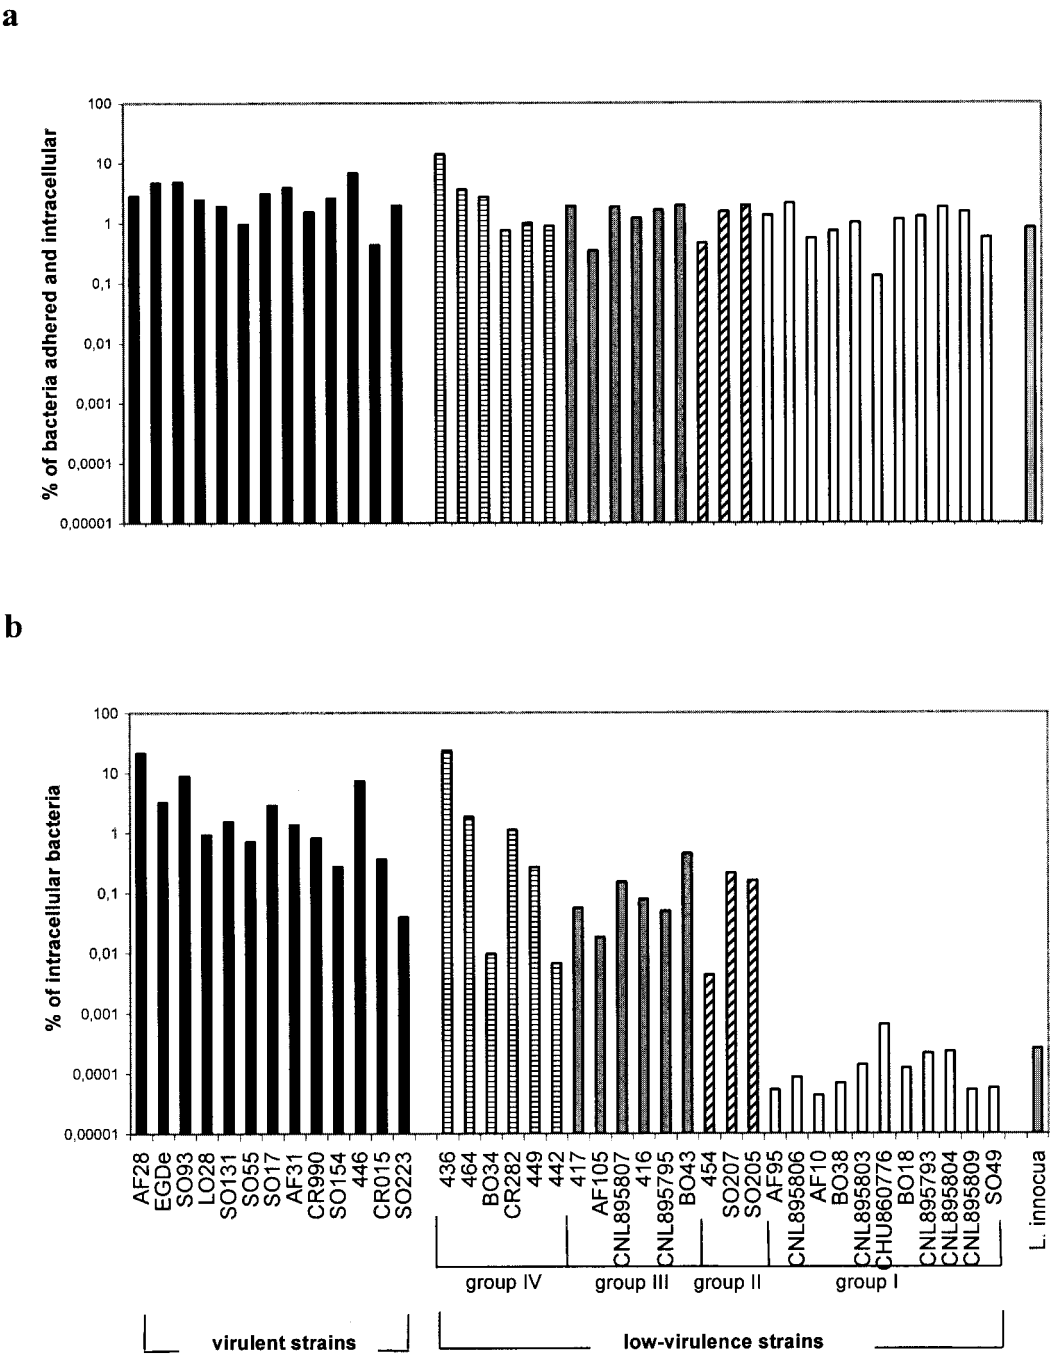 a
% of bacteria adhered and intracellular
100
10
1
0,1
0,01
0,001
0,0001
0,00001
b
% of intracellular bacteria
100
10
1
0,1
0,01
0,001
0,0001
0,00001
AF28
EGDe
SO93
LO28
SO131
SO55
SO17
AF31
CR990
SO154
446
CR015
SO223
436
464
BO34
CR282
449
442
417
AF105
CNL895807
416
CNL895795
BO43
454
SO207
SO205
AF95
CNL895806
AF10
BO38
CNL895803
CHU860776
BO18
CNL895793
CNL895804
CNL895809
SO49
L. innocua
group IV
group III
group II
group I
virulent strains
low-virulence strains